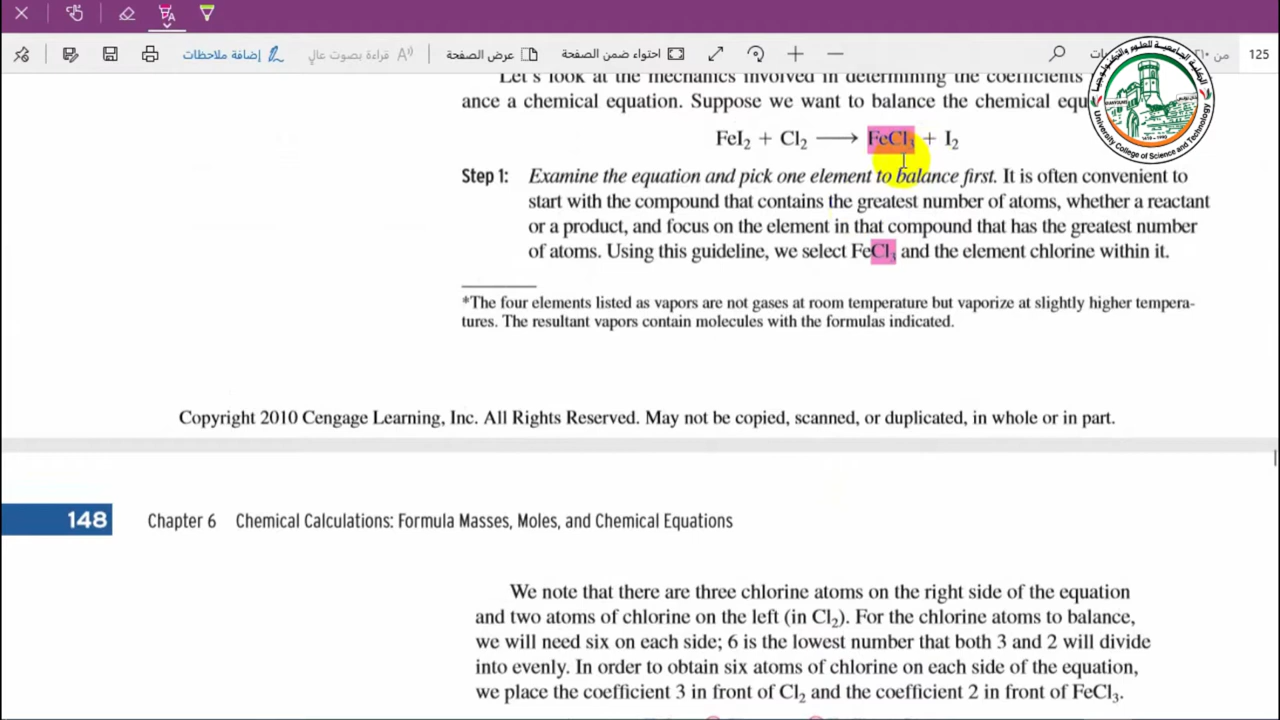 إضافة ملاحظات
قراءة بصوت عالٍ
عرض الصفحة
احتواء ضمن الصفحة
من
125
University College of Science and Technology
Let's look at the mechanics involved in determining the coefficients
ance a chemical equation. Suppose we want to balance the chemical equ
FeI₂ + Cl₂ ⟶ FeCl₃ + I₂
Step 1: Examine the equation and pick one element to balance first. It is often convenient to
start with the compound that contains the greatest number of atoms, whether a reactant
or a product, and focus on the element in that compound that has the greatest number
of atoms. Using this guideline, we select FeCl₃ and the element chlorine within it.
*The four elements listed as vapors are not gases at room temperature but vaporize at slightly higher tempera-
tures. The resultant vapors contain molecules with the formulas indicated.
Copyright 2010 Cengage Learning, Inc. All Rights Reserved. May not be copied, scanned, or duplicated, in whole or in part.
148 Chapter 6 Chemical Calculations: Formula Masses, Moles, and Chemical Equations
We note that there are three chlorine atoms on the right side of the equation
and two atoms of chlorine on the left (in Cl₂). For the chlorine atoms to balance,
we will need six on each side; 6 is the lowest number that both 3 and 2 will divide
into evenly. In order to obtain six atoms of chlorine on each side of the equation,
we place the coefficient 3 in front of Cl₂ and the coefficient 2 in front of FeCl₃.